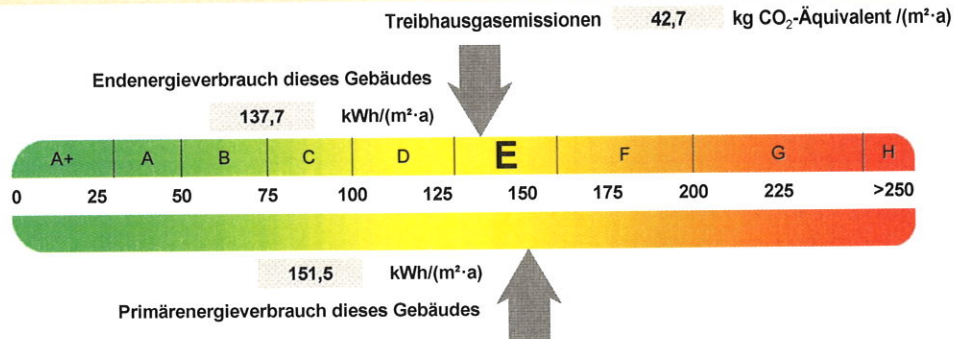 Treibhausgasemissionen 42,7 kg CO₂-Äquivalent /(m²·a)
Endenergieverbrauch dieses Gebäudes
137,7 kWh/(m²·a)
A+ A B C D E F G H
0 25 50 75 100 125 150 175 200 225 >250
151,5 kWh/(m²·a)
Primärenergieverbrauch dieses Gebäudes